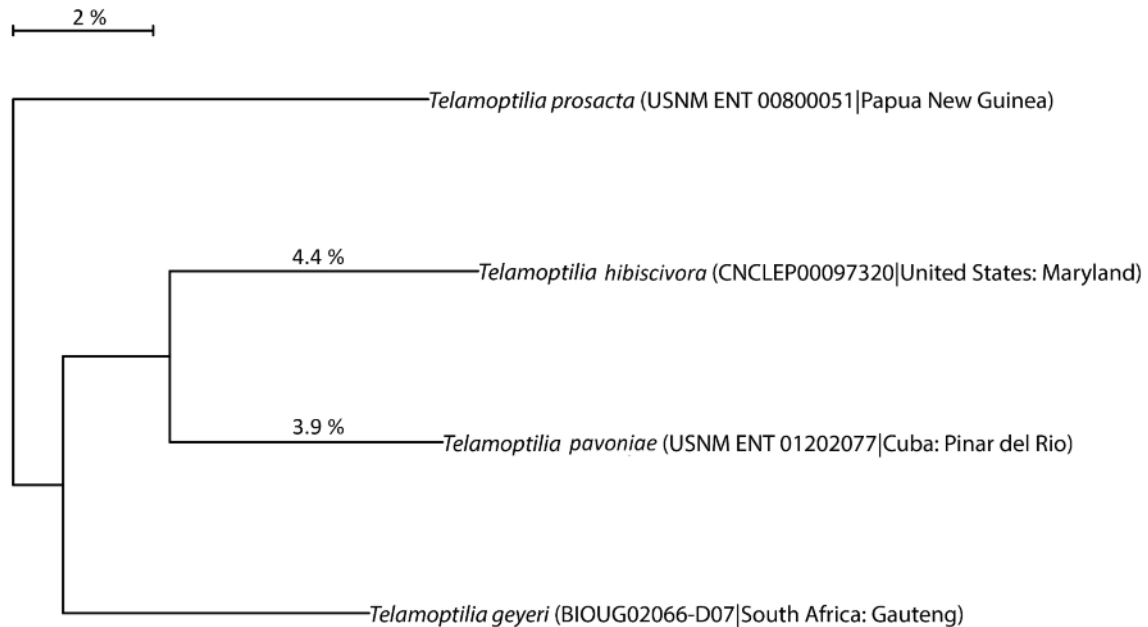 2 %
Telamoptilia prosacta (USNM ENT 00800051|Papua New Guinea)
4.4 %
Telamoptilia hibiscivora (CNCLEP00097320|United States: Maryland)
3.9 %
Telamoptilia pavoniae (USNM ENT 01202077|Cuba: Pinar del Rio)
Telamoptilia geyeri (BIOUG02066-D07|South Africa: Gauteng)